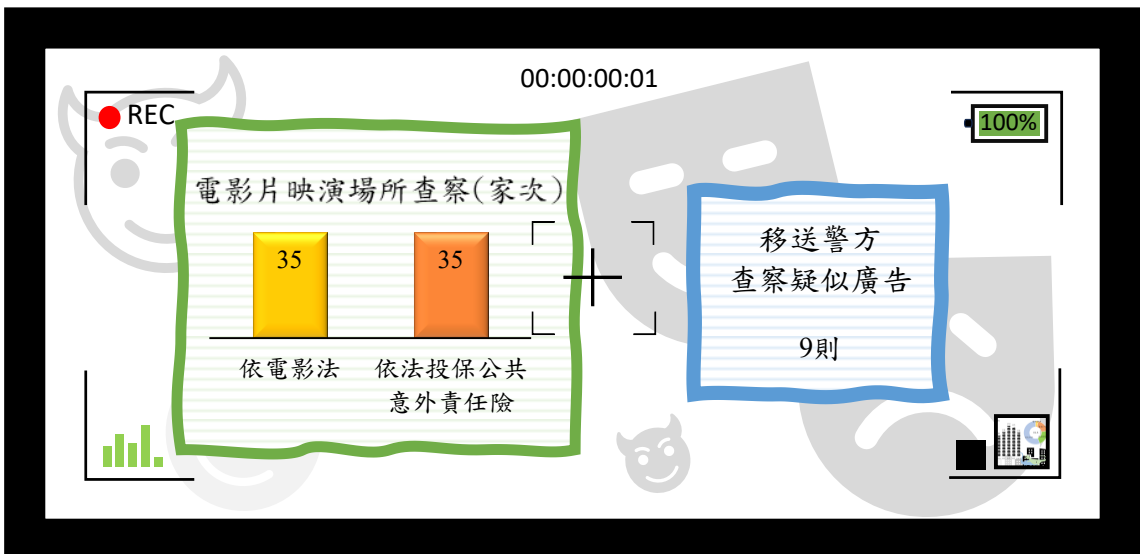 00:00:00:01
REC
100%
電影片映演場所查察(家次)
35
35
依電影法
依法投保公共
意外責任險
移送警方
查察疑似廣告
9則